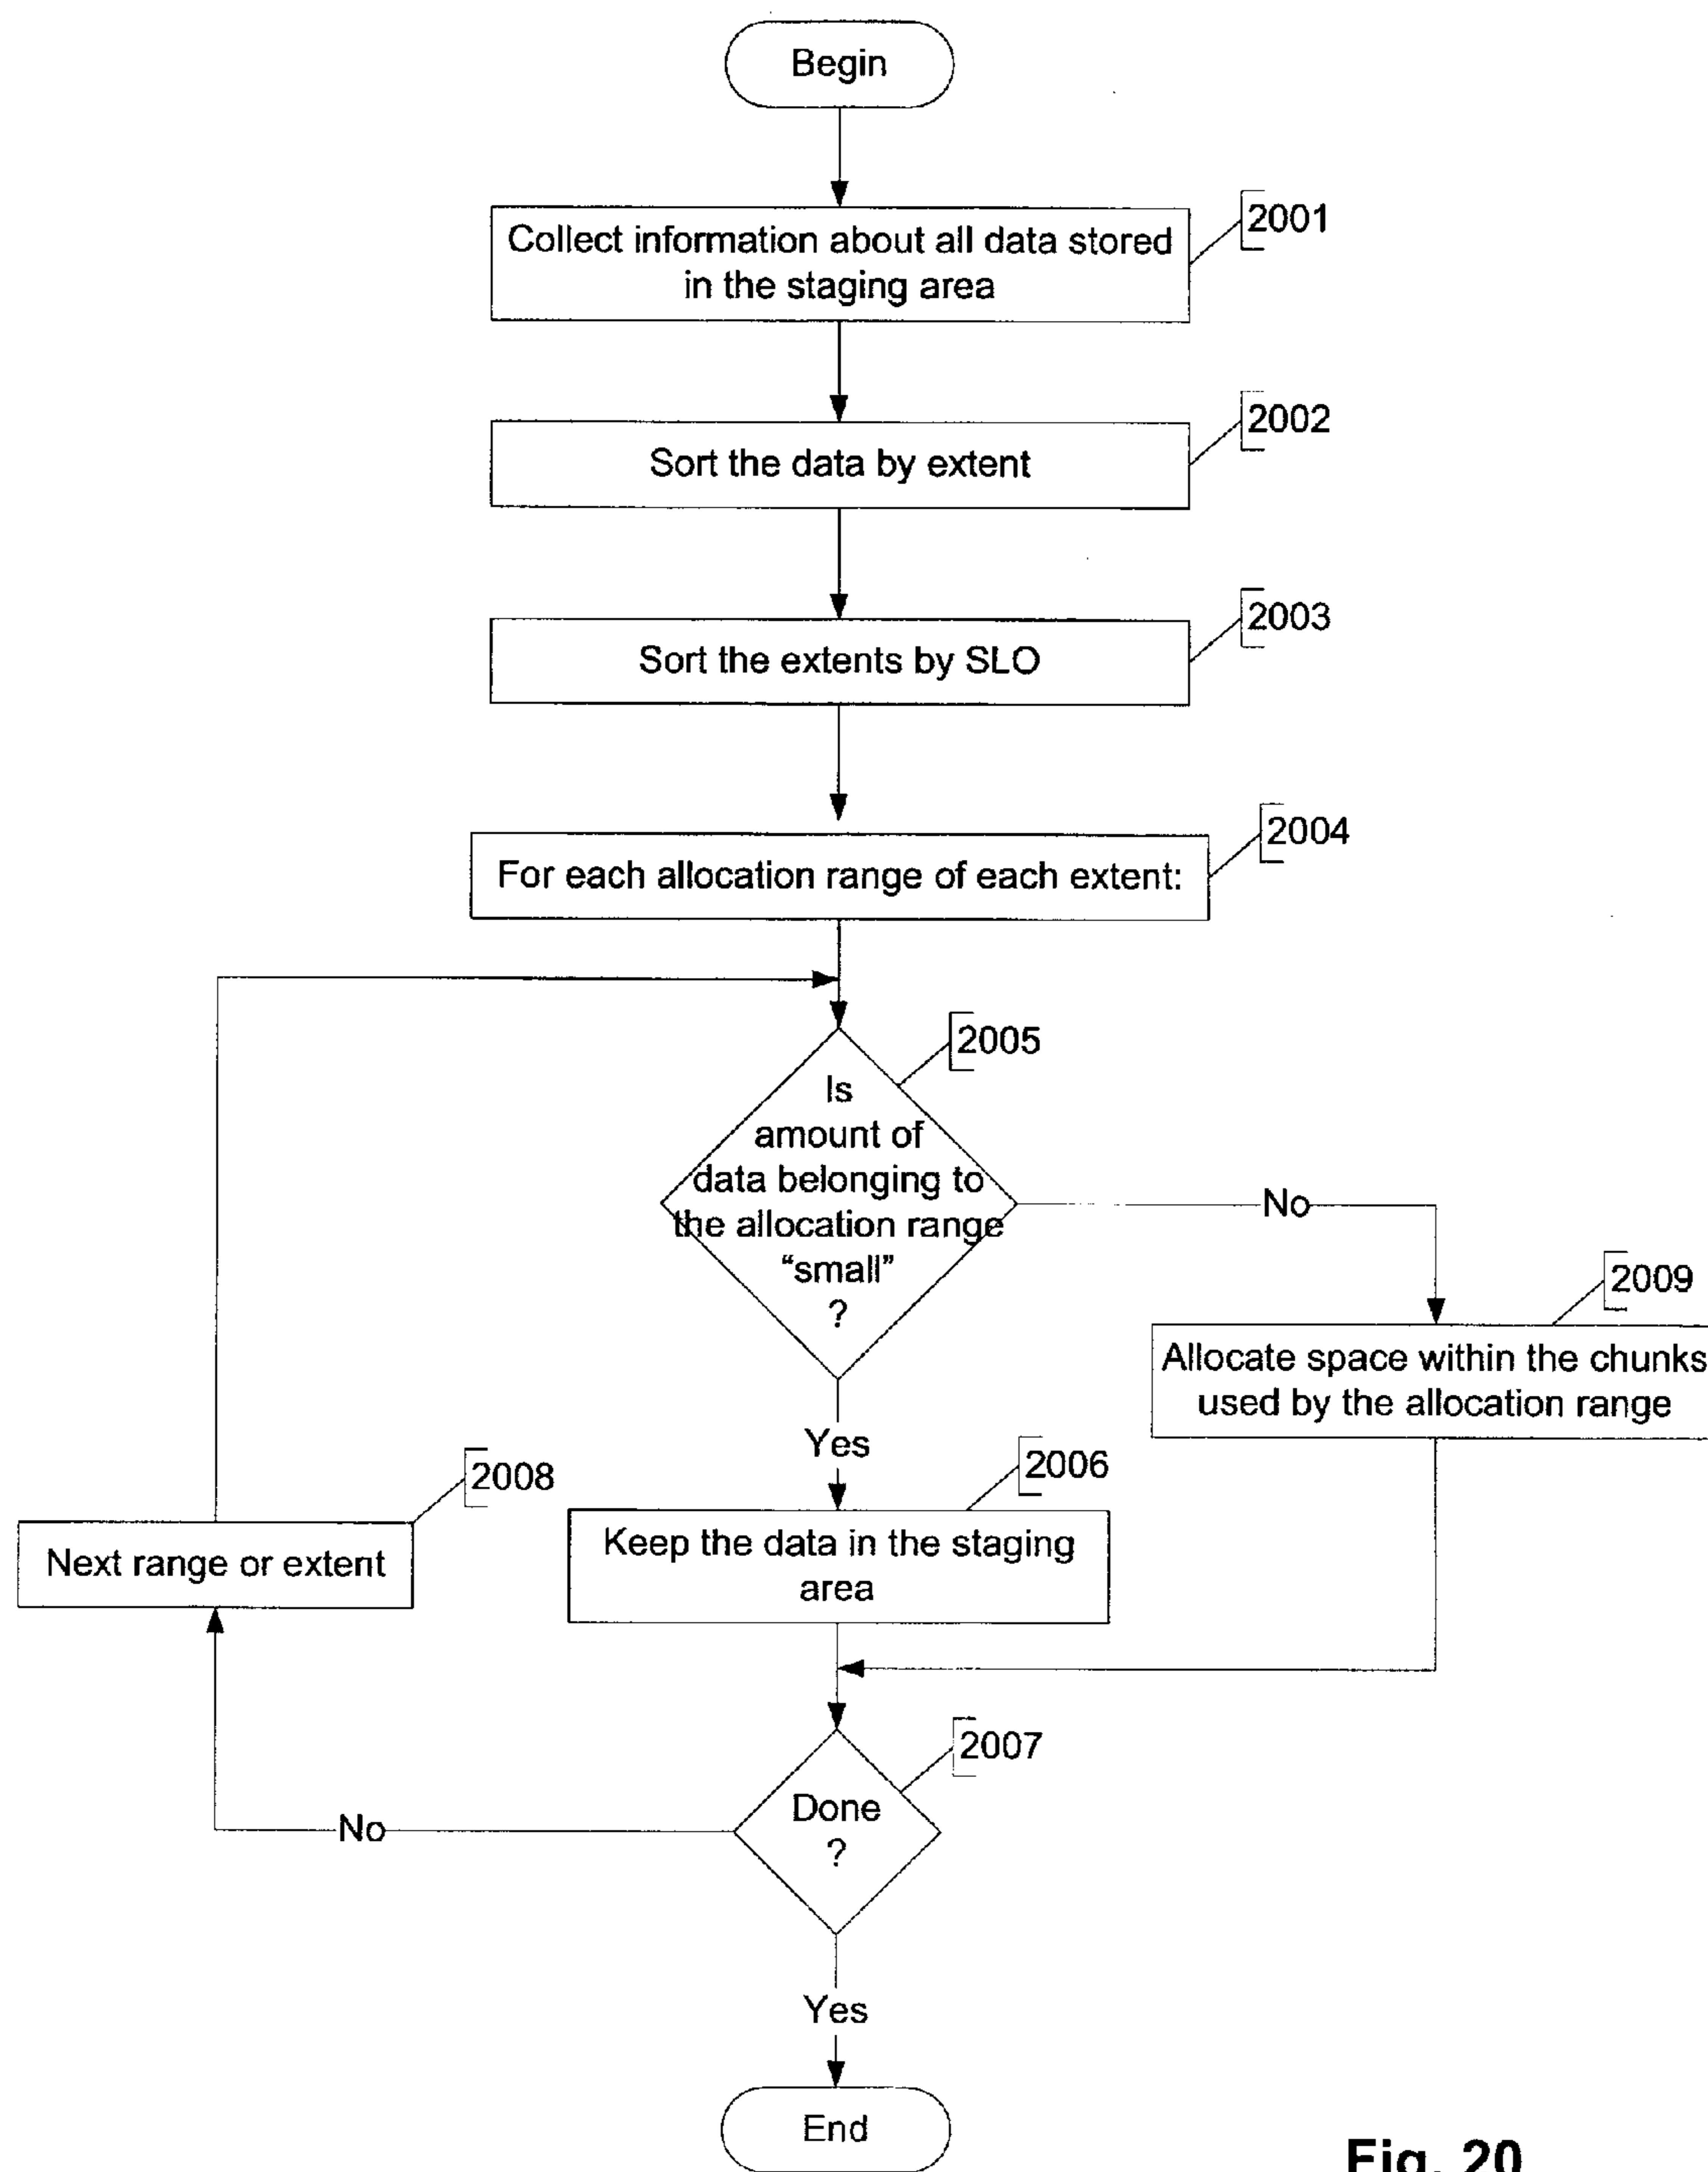 Begin
2001
Collect information about all data stored
in the staging area
2002
Sort the data by extent
2003
Sort the extents by SLO
2004
For each allocation range of each extent:
2005
Is
amount of
data belonging to
the allocation range
“small”
?
No
2009
Allocate space within the chunks
used by the allocation range
Yes
2006
Keep the data in the staging
area
2008
Next range or extent
2007
Done
?
No
Yes
End
Fig. 20